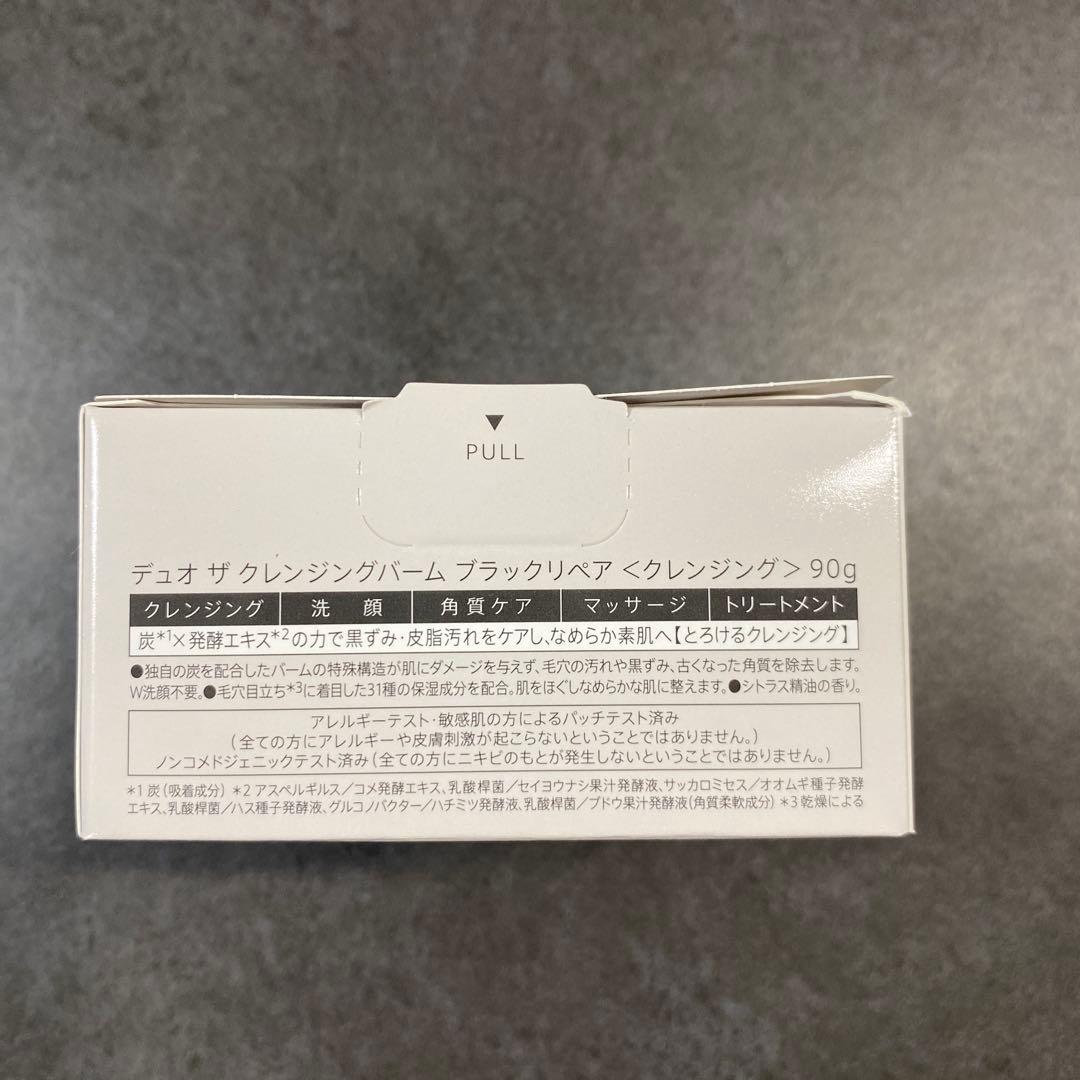 ▼
PULL
デュオ ザ クレンジングバーム ブラックリペア <クレンジング> 90g
クレンジング 洗顔 角質ケア マッサージ トリートメント
炭*1×発酵エキス*2の力で黒ずみ・皮脂汚れをケアし、なめらか素肌へ【とろけるクレンジング】
●独自の炭を配合したバームの特殊構造が肌にダメージを与えず、毛穴の汚れや黒ずみ、古くなった角質を除去します。
W洗顔不要。●毛穴目立ち*3に着目した31種の保湿成分を配合。肌をほぐしなめらかな肌に整えます。●シトラス精油の香り。
アレルギーテスト・敏感肌の方によるパッチテスト済み
(全ての方にアレルギーや皮膚刺激が起こらないということではありません。)
ノンコメドジェニックテスト済み(全ての方にニキビのもとが発生しないということではありません。)
*1 炭(吸着成分) *2 アスペルギルス/コメ発酵エキス、乳酸桿菌/セイヨウナシ果汁発酵液、サッカロミセス/オオムギ種子発酵
エキス、乳酸桿菌/ハス種子発酵液、グルコノバクター/ハチミツ発酵液、乳酸桿菌/ブドウ果汁発酵液(角質柔軟成分) *3 乾燥による